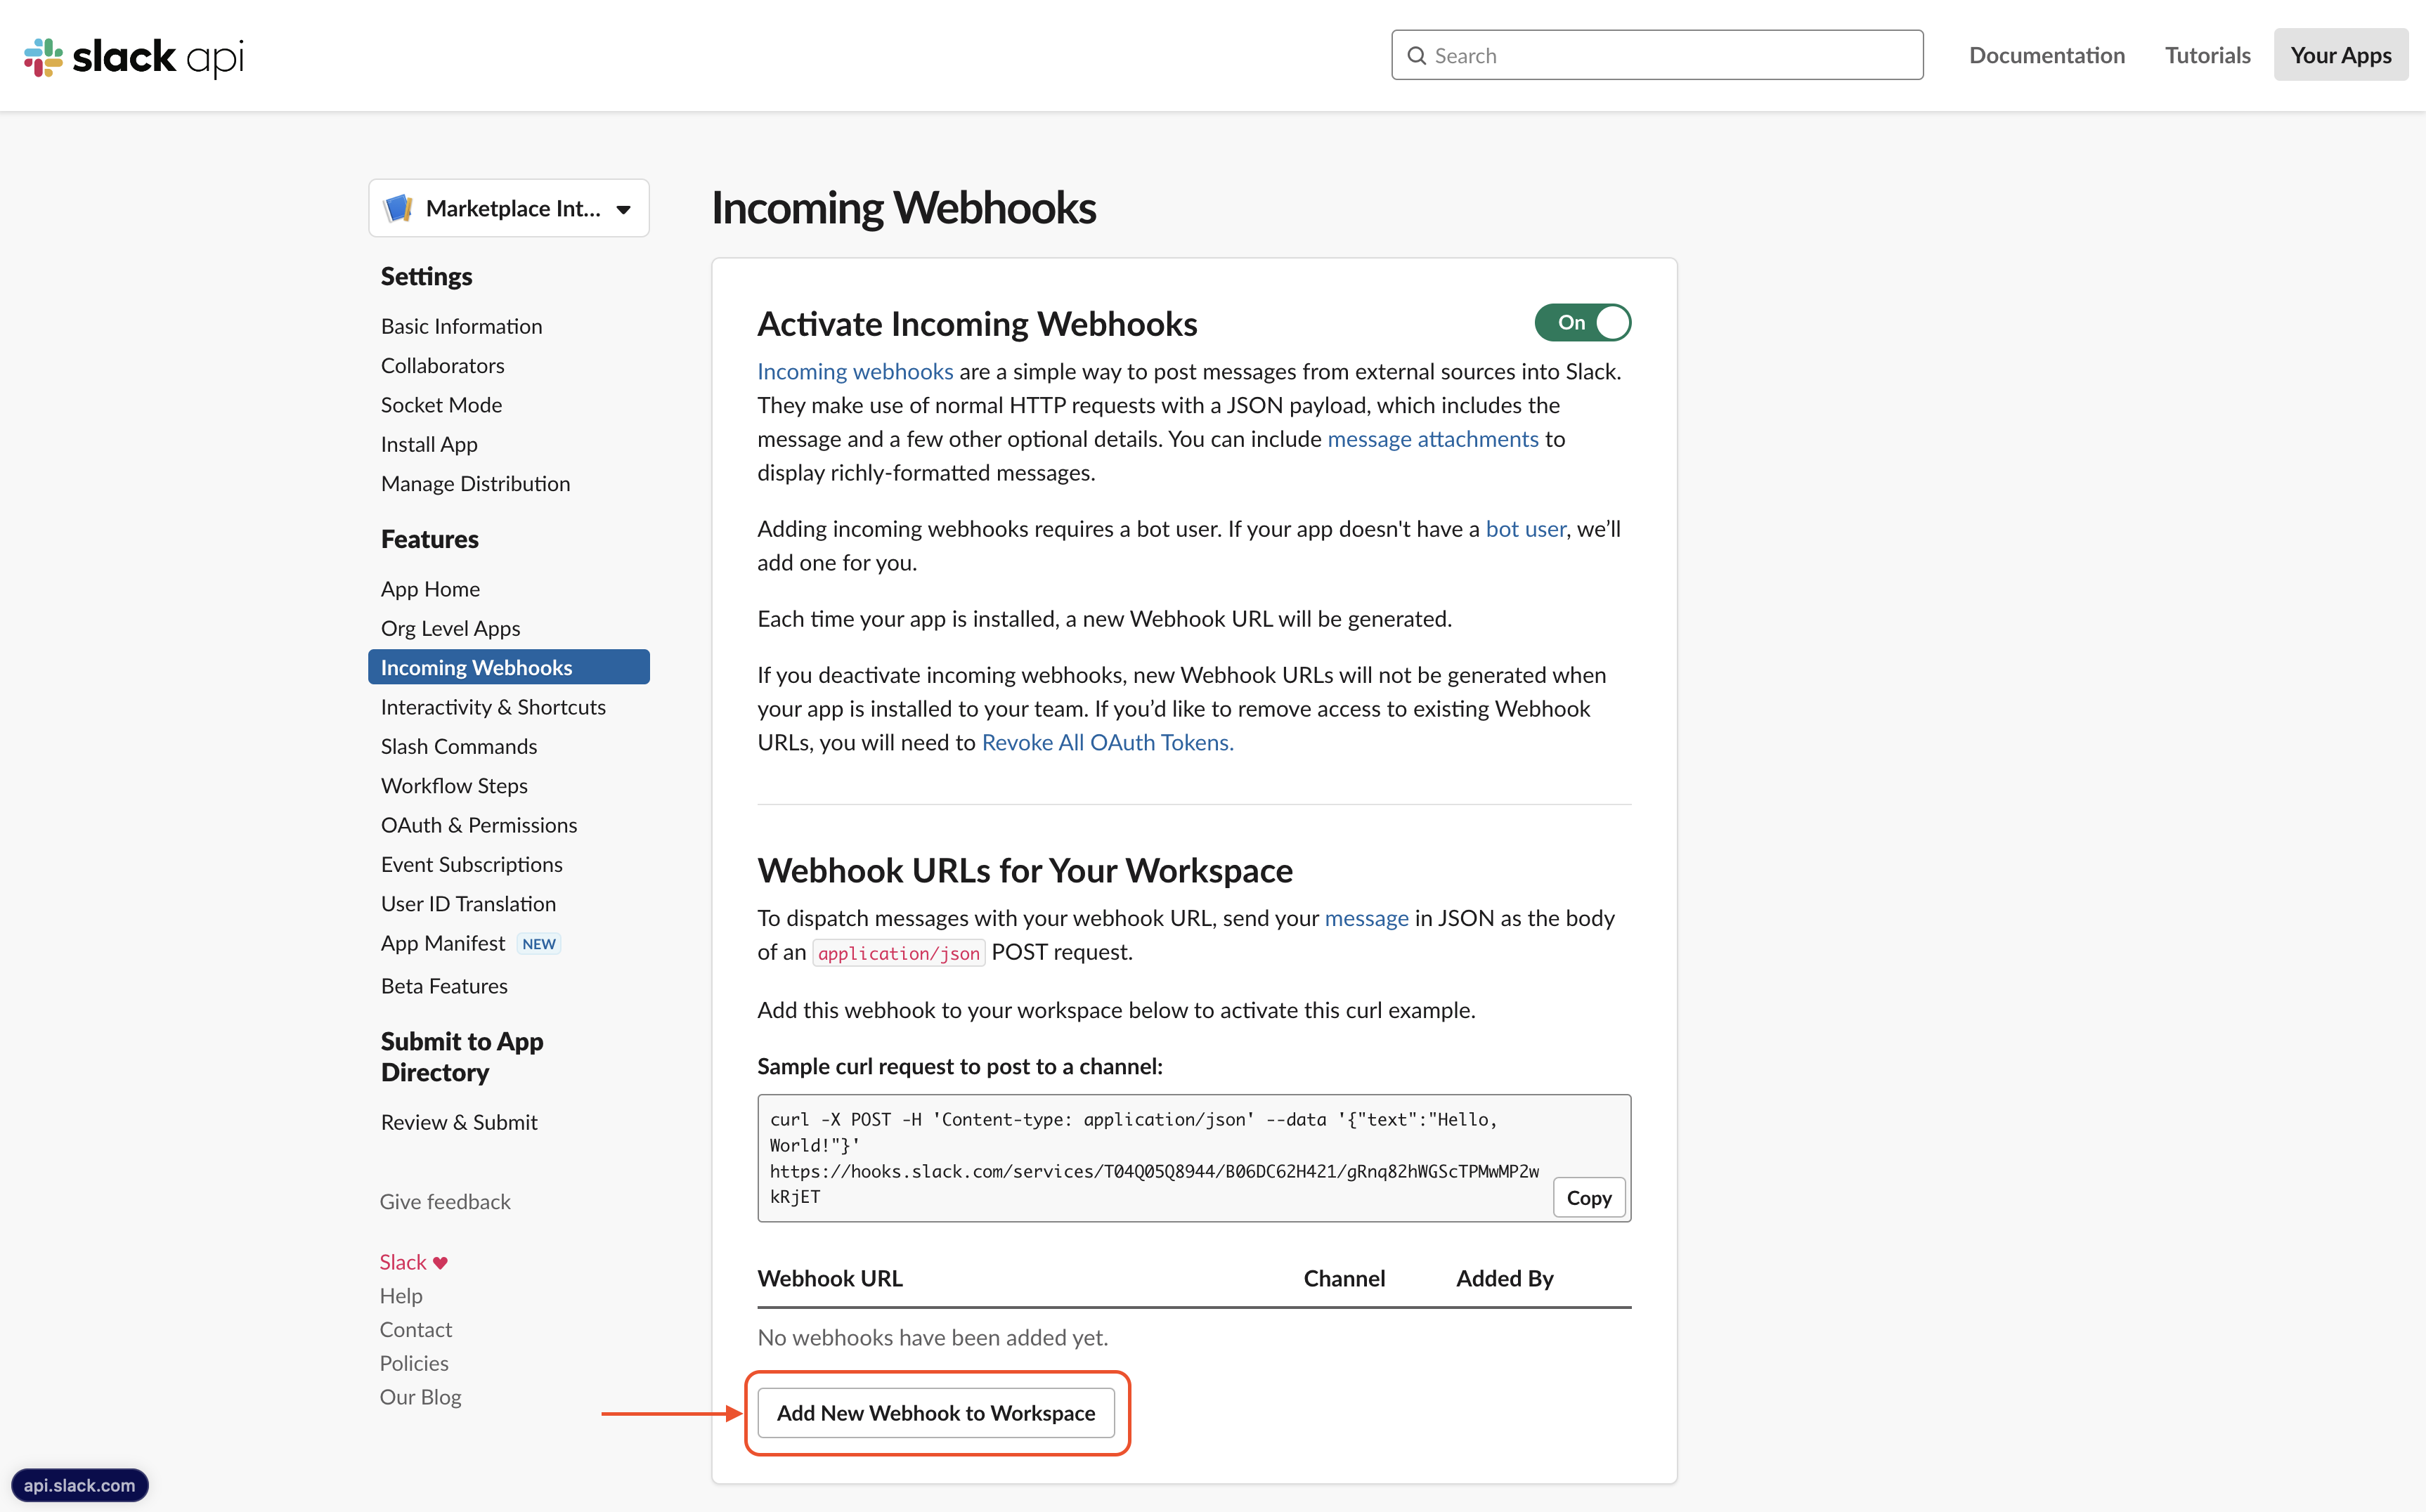 slack api
Search
Documentation
Tutorials
Your Apps
Marketplace Int...
Settings
Basic Information
Collaborators
Socket Mode
Install App
Manage Distribution
Features
App Home
Org Level Apps
Incoming Webhooks
Interactivity & Shortcuts
Slash Commands
Workflow Steps
OAuth & Permissions
Event Subscriptions
User ID Translation
App Manifest NEW
Beta Features
Submit to App
Directory
Review & Submit
Give feedback
Slack ♥
Help
Contact
Policies
Our Blog
Incoming Webhooks
Activate Incoming Webhooks
On
Incoming webhooks are a simple way to post messages from external sources into Slack.
They make use of normal HTTP requests with a JSON payload, which includes the
message and a few other optional details. You can include message attachments to
display richly-formatted messages.
Adding incoming webhooks requires a bot user. If your app doesn't have a bot user, we’ll
add one for you.
Each time your app is installed, a new Webhook URL will be generated.
If you deactivate incoming webhooks, new Webhook URLs will not be generated when
your app is installed to your team. If you’d like to remove access to existing Webhook
URLs, you will need to Revoke All OAuth Tokens.
Webhook URLs for Your Workspace
To dispatch messages with your webhook URL, send your message in JSON as the body
of an application/json POST request.
Add this webhook to your workspace below to activate this curl example.
Sample curl request to post to a channel:
curl -X POST -H 'Content-type: application/json' --data '{"text":"Hello,
World!"}'
https://hooks.slack.com/services/T04Q05Q8944/B06DC62H421/gRnq82hWGScTPMwMP2w
kRjET
Copy
Webhook URL
Channel
Added By
No webhooks have been added yet.
Add New Webhook to Workspace
api.slack.com